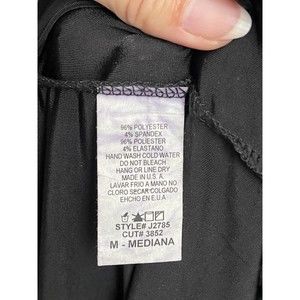 96% POLYESTER
4% SPANDEX
96% POLIESTER
4% ELASTANO
HAND WASH COLD WATER
DO NOT BLEACH
HANG OR LINE DRY
MADE IN U.S.A.
LAVAR FRIO A MANO NO
CLORO SECAR COLGADO
EHCHO EN E.U.A
STYLE# J2785
CUT# 3852
M - MEDIANA